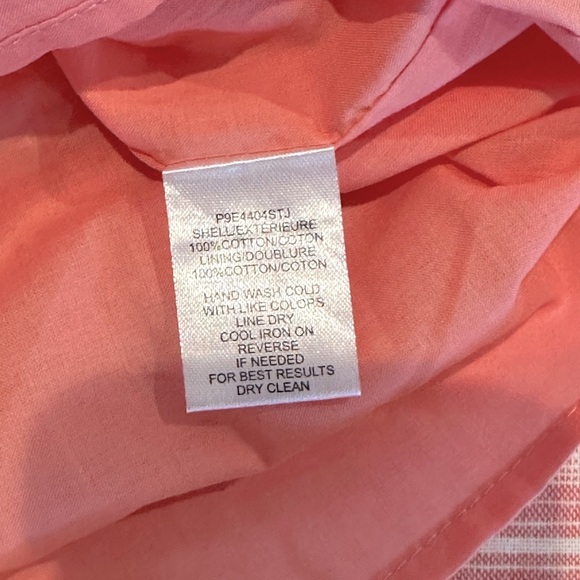 P9E4404STJ
SHELL/EXTÉRIEURE
100%COTTON/COTON
LINING/DOUBLURE
100%COTTON/COTON
HAND WASH COLD
WITH LIKE COLORS
LINE DRY
COOL IRON ON
REVERSE
IF NEEDED
FOR BEST RESULTS
DRY CLEAN